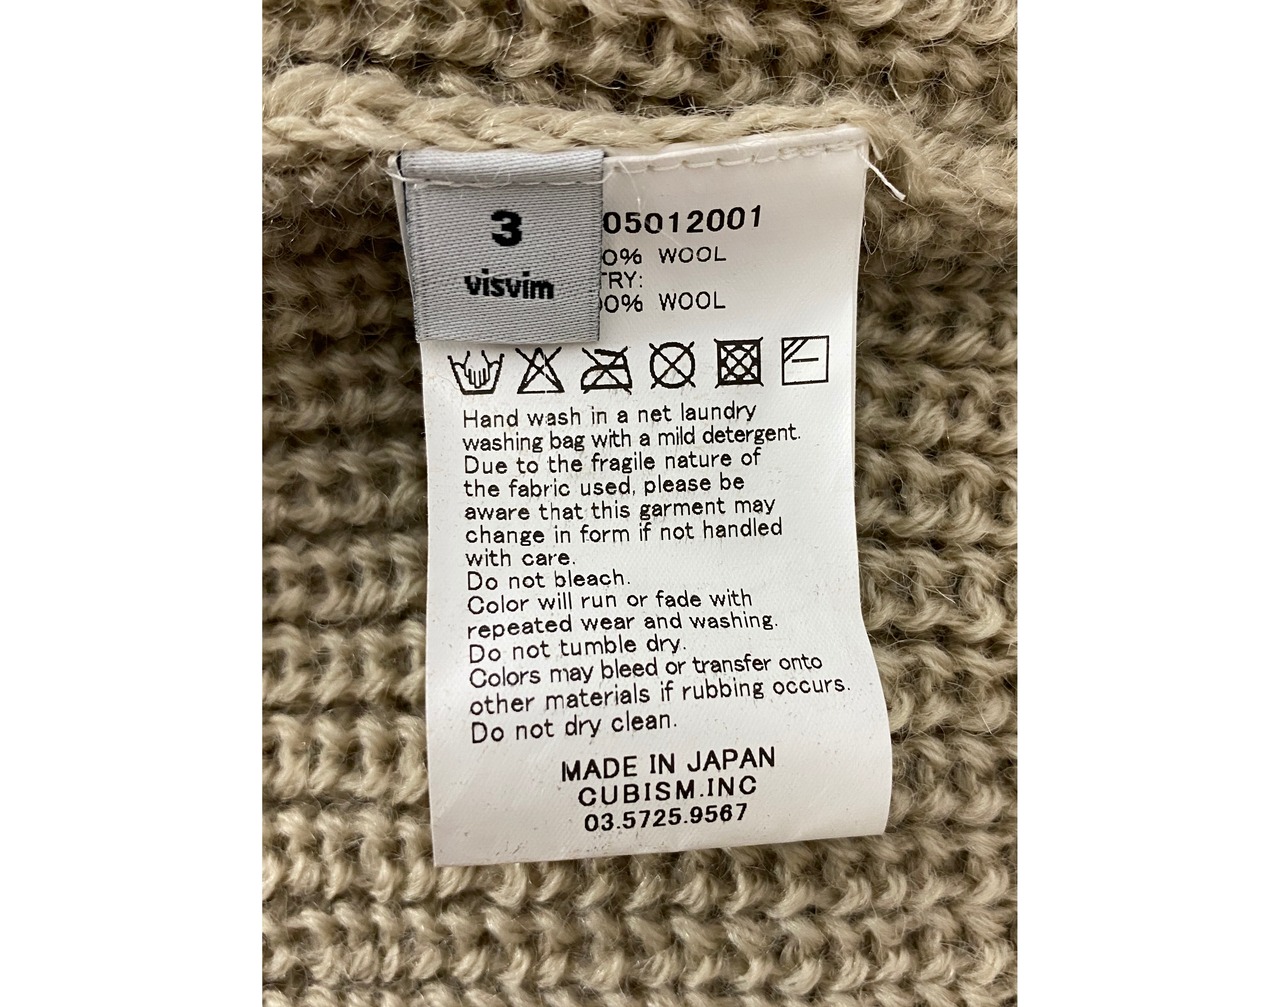 3
visvim
05012001
0% WOOL
TRY:
00% WOOL
Hand wash in a net laundry
washing bag with a mild detergent.
Due to the fragile nature of
the fabric used, please be
aware that this garment may
change in form if not handled
with care.
Do not bleach.
Color will run or fade with
repeated wear and washing.
Do not tumble dry.
Colors may bleed or transfer onto
other materials if rubbing occurs.
Do not dry clean.
MADE IN JAPAN
CUBISM.INC
03.5725.9567